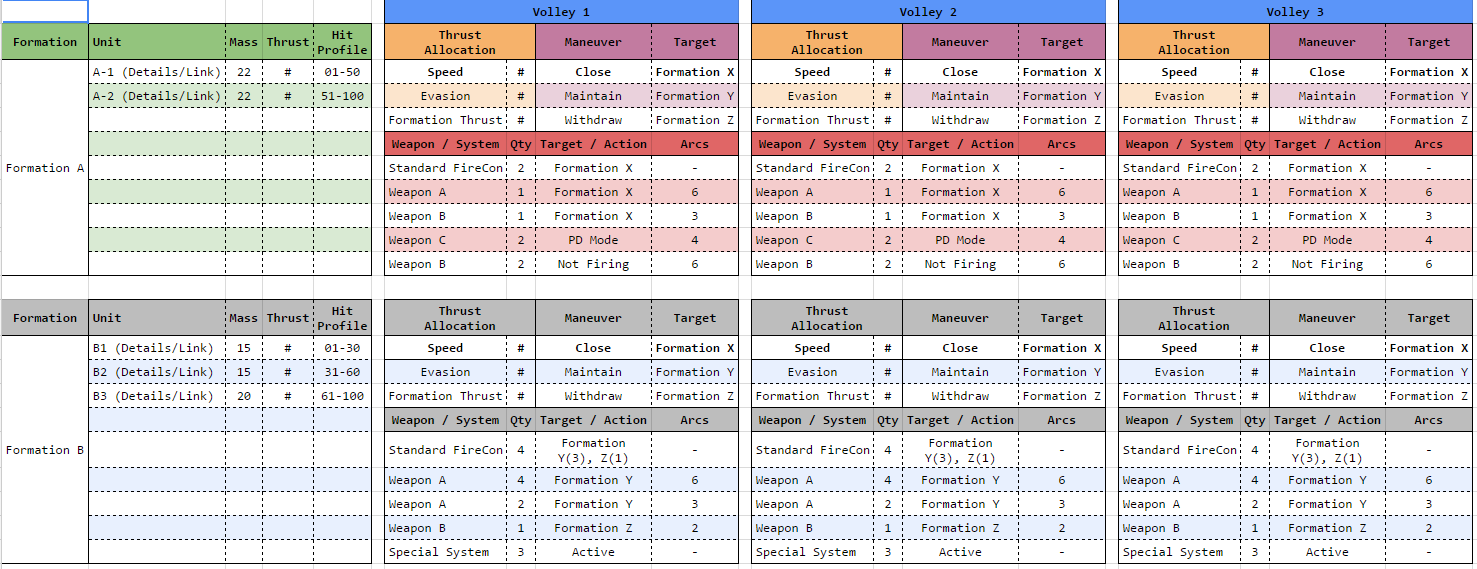 Volley 1 Volley 2 Volley 3
Formation Unit Mass Thrust Hit Profile Thrust Allocation Maneuver Target Thrust Allocation Maneuver Target Thrust Allocation Maneuver Target
A-1 (Details/Link) 22 # 01-50 Speed # Close Formation X Speed # Close Formation X Speed # Close Formation X
A-2 (Details/Link) 22 # 51-100 Evasion # Maintain Formation Y Evasion # Maintain Formation Y Evasion # Maintain Formation Y
Formation Thrust # Withdraw Formation Z Formation Thrust # Withdraw Formation Z Formation Thrust # Withdraw Formation Z
Weapon / System Qty Target / Action Arcs Weapon / System Qty Target / Action Arcs Weapon / System Qty Target / Action Arcs
Formation A Standard FireCon 2 Formation X - Standard FireCon 2 Formation X - Standard FireCon 2 Formation X -
Weapon A 1 Formation X 6 Weapon A 1 Formation X 6 Weapon A 1 Formation X 6
Weapon B 1 Formation X 3 Weapon B 1 Formation X 3 Weapon B 1 Formation X 3
Weapon C 2 PD Mode 4 Weapon C 2 PD Mode 4 Weapon C 2 PD Mode 4
Weapon B 2 Not Firing 6 Weapon B 2 Not Firing 6 Weapon B 2 Not Firing 6
Formation Unit Mass Thrust Hit Profile Thrust Allocation Maneuver Target Thrust Allocation Maneuver Target Thrust Allocation Maneuver Target
B1 (Details/Link) 15 # 01-30 Speed # Close Formation X Speed # Close Formation X Speed # Close Formation X
B2 (Details/Link) 15 # 31-60 Evasion # Maintain Formation Y Evasion # Maintain Formation Y Evasion # Maintain Formation Y
B3 (Details/Link) 20 # 61-100 Formation Thrust # Withdraw Formation Z Formation Thrust # Withdraw Formation Z Formation Thrust # Withdraw Formation Z
Weapon / System Qty Target / Action Arcs Weapon / System Qty Target / Action Arcs Weapon / System Qty Target / Action Arcs
Formation B Standard FireCon 4 Formation Y(3), Z(1) - Standard FireCon 4 Formation Y(3), Z(1) - Standard FireCon 4 Formation Y(3), Z(1) -
Weapon A 4 Formation Y 6 Weapon A 4 Formation Y 6 Weapon A 4 Formation Y 6
Weapon A 2 Formation Y 3 Weapon A 2 Formation Y 3 Weapon A 2 Formation Y 3
Weapon B 1 Formation Z 2 Weapon B 1 Formation Z 2 Weapon B 1 Formation Z 2
Special System 3 Active - Special System 3 Active - Special System 3 Active -